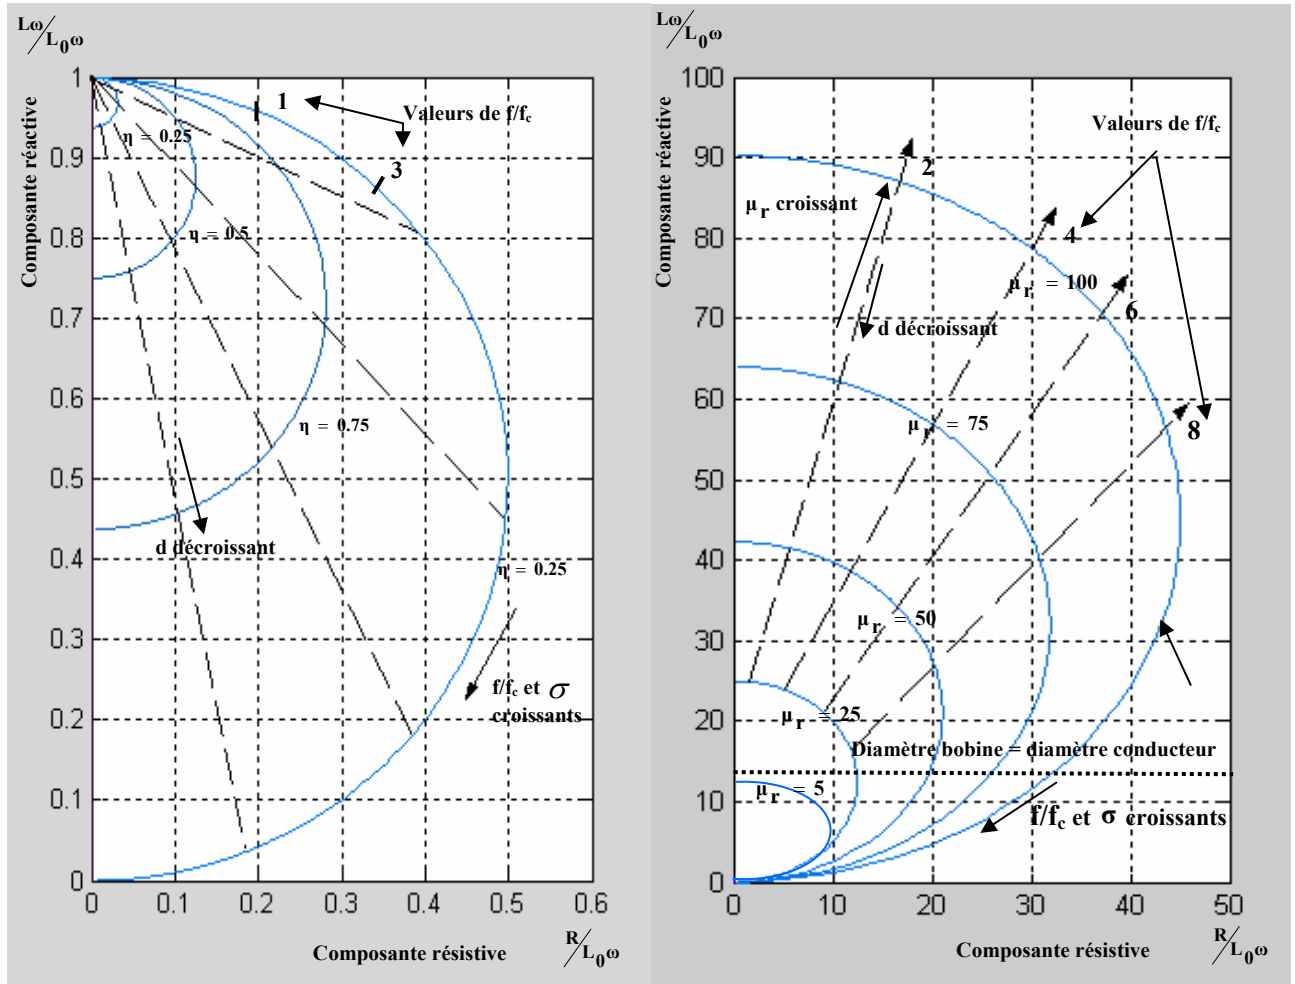 Lω/L0ω
1
1
Valeurs de f/fc
η = 0.25
3
0.9
η = 0.5
0.8
Composante réactive
0.7
0.6
η = 0.75
0.5
d décroissant
0.4
η = 0.25
0.3
f/fc et σ
croissants
0.2
0.1
0
0 0.1 0.2 0.3 0.4 0.5 0.6
Composante résistive
R/L0ω
Lω/L0ω
100
Valeurs de f/fc
90
2
μr croissant
4
80
μr = 100
6
70
d décroissant
Composante réactive
60
8
μr = 75
50
40
μr = 50
30
20
μr = 25
Diamètre bobine = diamètre conducteur
μr = 5
10
f/fc et σ croissants
0
0 10 20 30 40 50
Composante résistive
R/L0ω